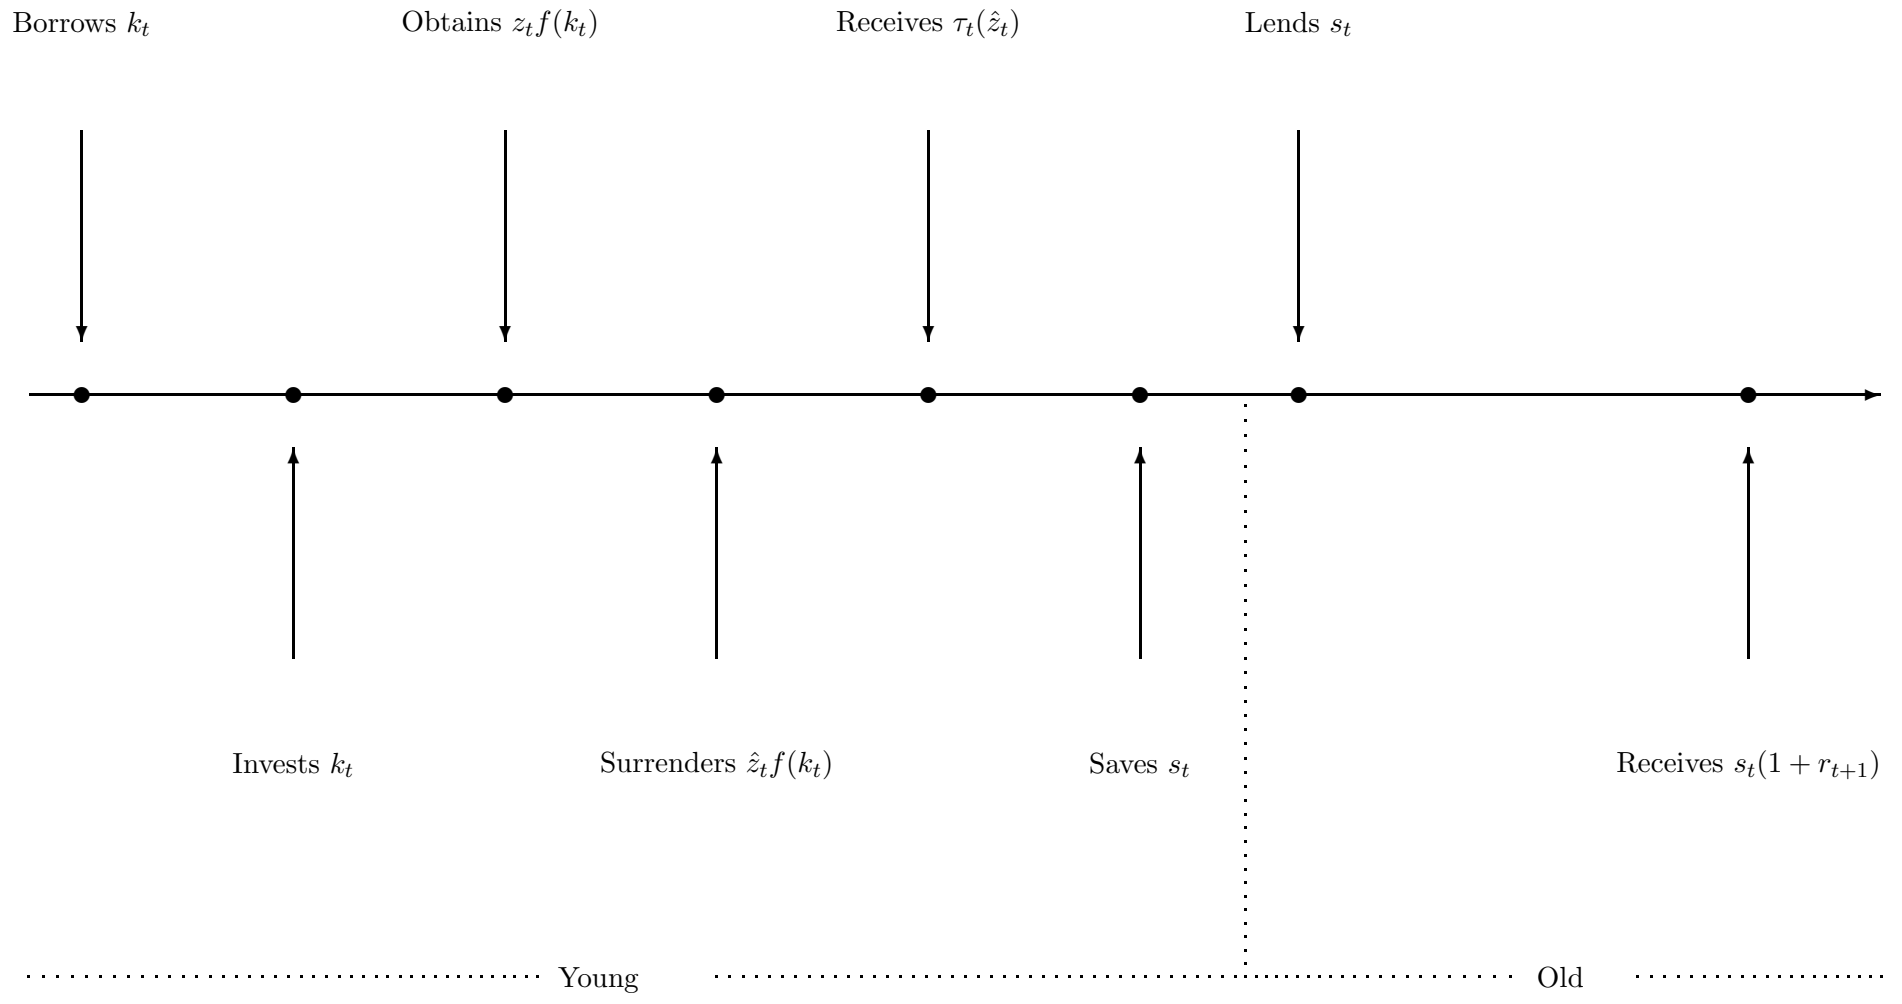 Borrows $k_t$
Obtains $z_t f(k_t)$
Receives $\tau_t(\hat{z}_t)$
Lends $s_t$
Invests $k_t$
Surrenders $\hat{z}_t f(k_t)$
Saves $s_t$
Receives $s_t(1 + r_{t+1})$
Young
Old